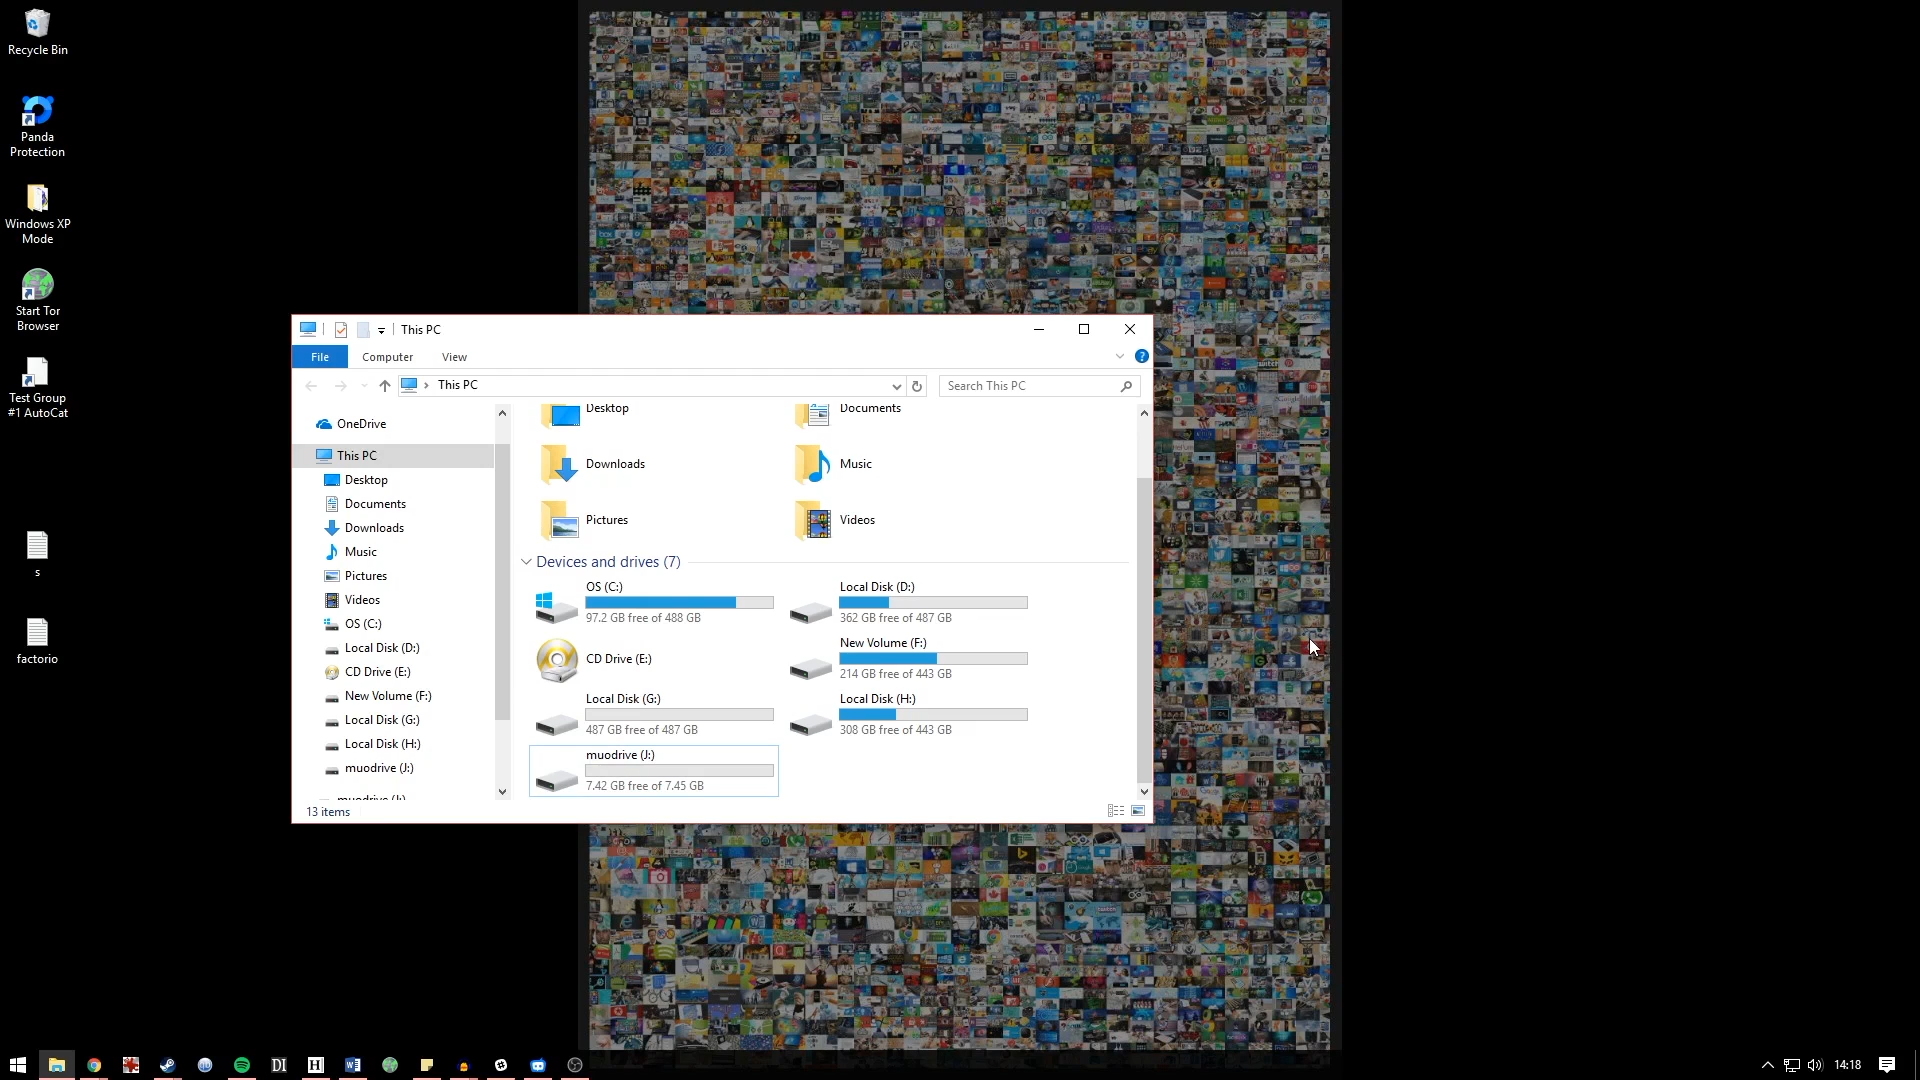 Recycle Bin
Panda
Protection
Windows XP
Mode
Start Tor
Browser
Test Group
#1 AutoCat
s
factorio
This PC
File
Computer
View
This PC
Search This PC
OneDrive
This PC
Desktop
Documents
Downloads
Music
Pictures
Videos
OS (C:)
Local Disk (D:)
CD Drive (E:)
New Volume (F:)
Local Disk (G:)
Local Disk (H:)
muodrive (J:)
muodrive (J:)
Desktop
Documents
Downloads
Music
Pictures
Videos
Devices and drives (7)
OS (C:)
97.2 GB free of 488 GB
Local Disk (D:)
362 GB free of 487 GB
CD Drive (E:)
New Volume (F:)
214 GB free of 443 GB
Local Disk (G:)
487 GB free of 487 GB
Local Disk (H:)
308 GB free of 443 GB
muodrive (J:)
7.42 GB free of 7.45 GB
13 items
DI
H
14:18